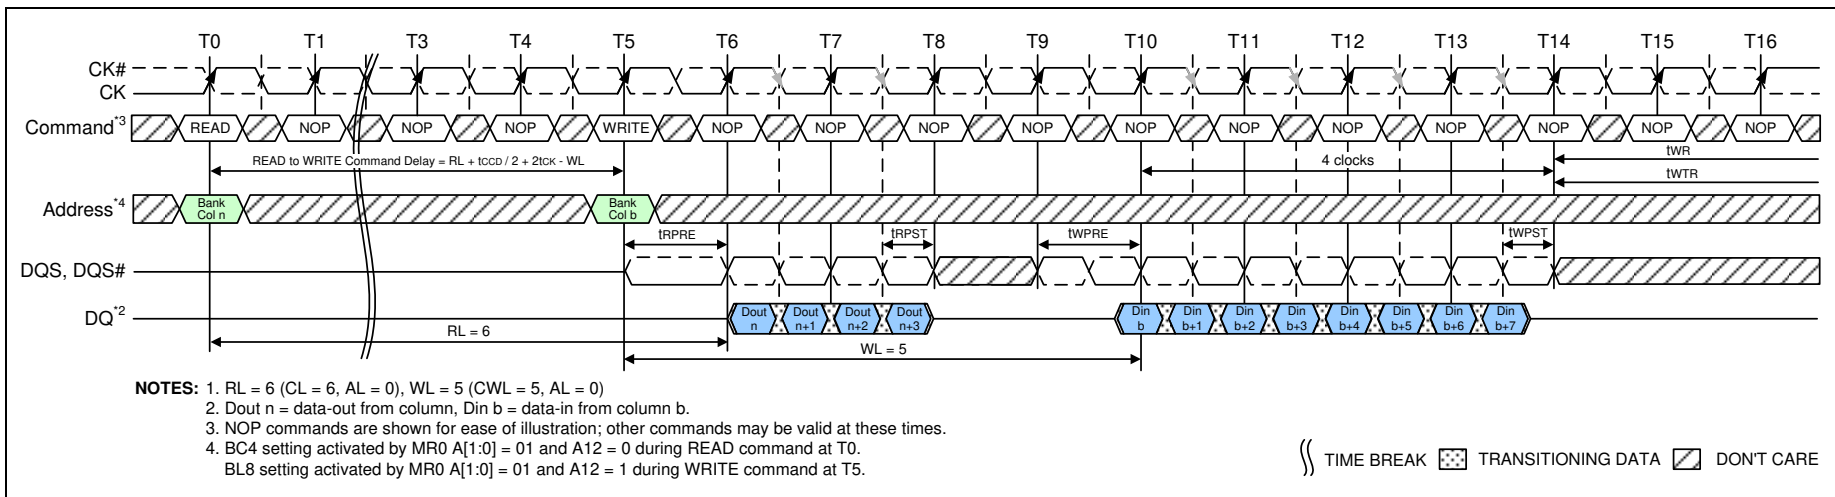 T0 T1 T3 T4 T5 T6 T7 T8 T9 T10 T11 T12 T13 T14 T15 T16
CK#
CK
Command*3 READ NOP NOP NOP WRITE NOP NOP NOP NOP NOP NOP NOP NOP NOP NOP NOP
READ to WRITE Command Delay = RL + tCCD / 2 + 2tCK - WL
4 clocks
tWR
tWTR
Address*4
Bank
Col n
Bank
Col b
tRPRE tRPST tWPRE tWPST
DQS, DQS#
DQ*2
Dout
n
Dout
n+1
Dout
n+2
Dout
n+3
Din
b
Din
b+1
Din
b+2
Din
b+3
Din
b+4
Din
b+5
Din
b+6
Din
b+7
RL = 6
WL = 5
NOTES: 1. RL = 6 (CL = 6, AL = 0), WL = 5 (CWL = 5, AL = 0)
2. Dout n = data-out from column, Din b = data-in from column b.
3. NOP commands are shown for ease of illustration; other commands may be valid at these times.
4. BC4 setting activated by MR0 A[1:0] = 01 and A12 = 0 during READ command at T0.
BL8 setting activated by MR0 A[1:0] = 01 and A12 = 1 during WRITE command at T5.
TIME BREAK TRANSITIONING DATA DON'T CARE